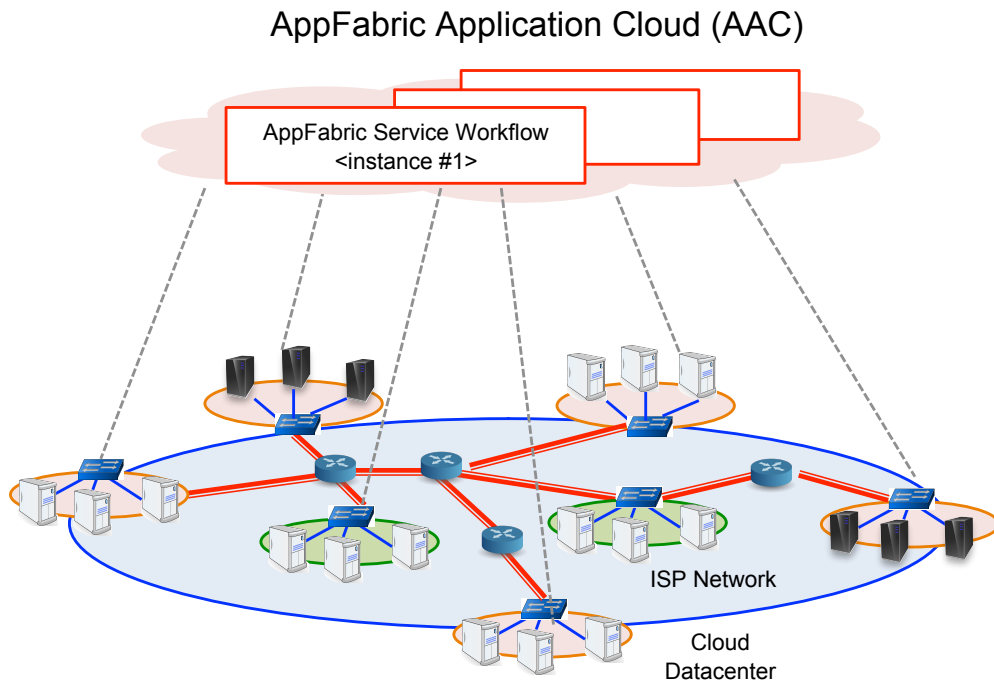 AppFabric Application Cloud (AAC)
AppFabric Service Workflow
<instance #1>
ISP Network
Cloud
Datacenter